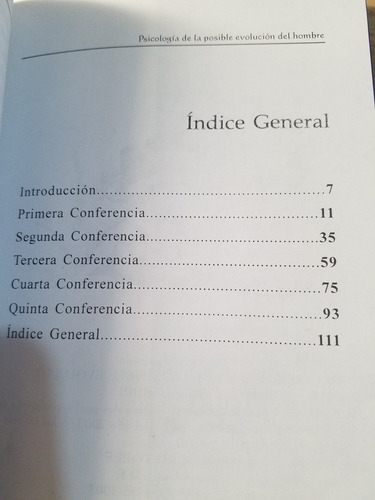 Psicología de la posible evolución del hombre
Índice General
Introducción.......................................................7
Primera Conferencia..........................................11
Segunda Conferencia.........................................35
Tercera Conferencia..........................................59
Cuarta Conferencia...........................................75
Quinta Conferencia...........................................93
Índice General..................................................111